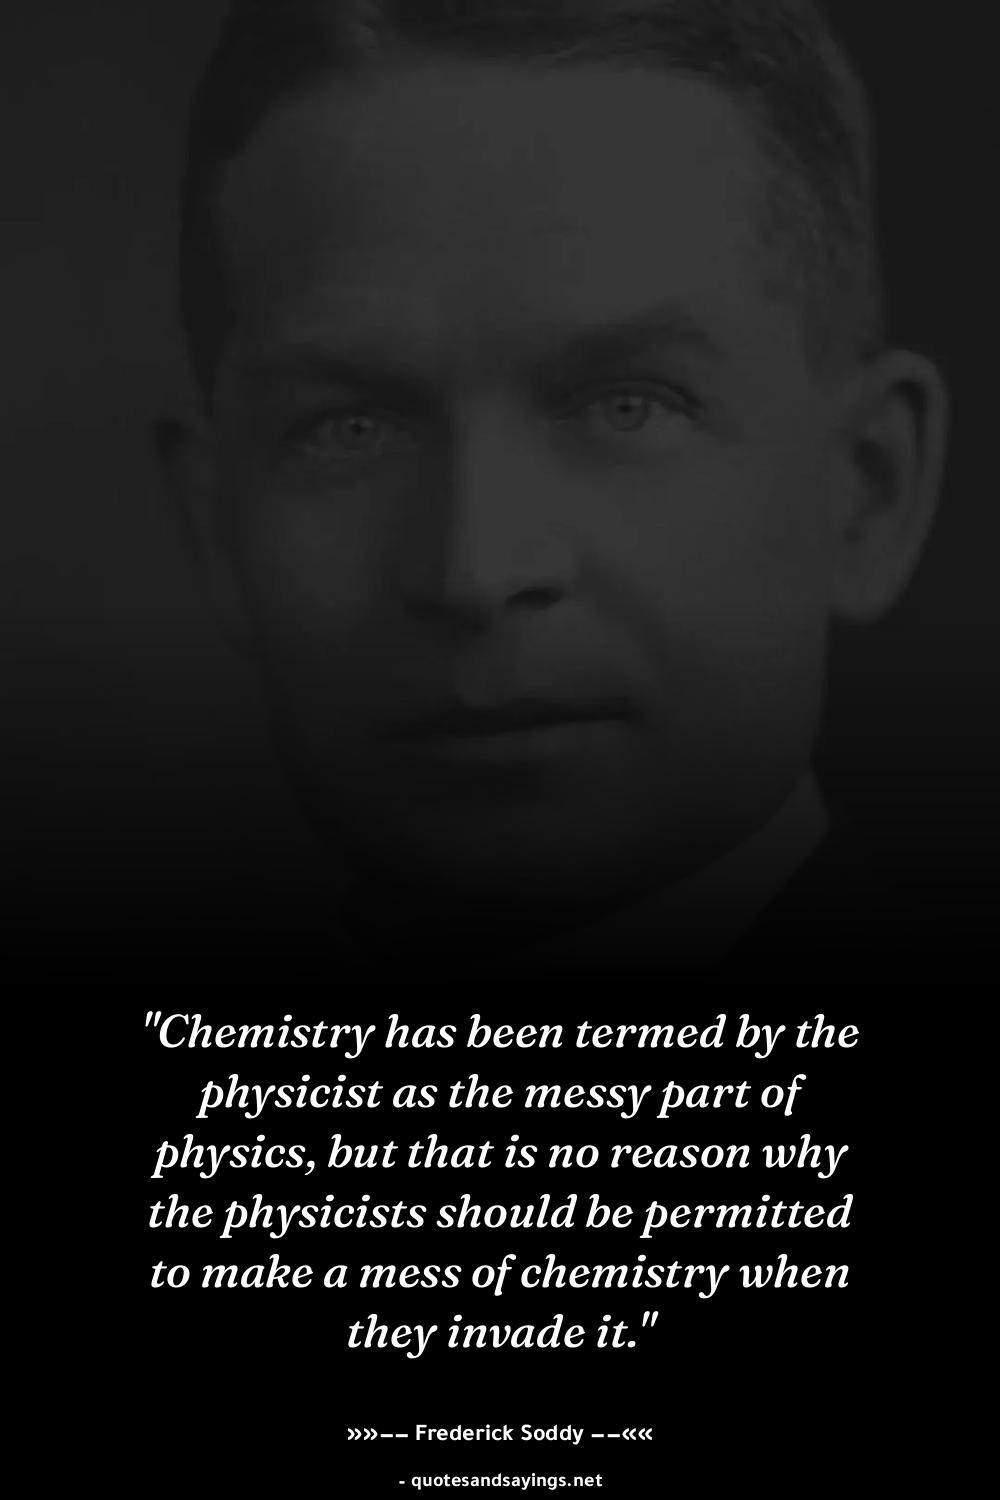 "Chemistry has been termed by the
physicist as the messy part of
physics, but that is no reason why
the physicists should be permitted
to make a mess of chemistry when
they invade it."
»»–– Frederick Soddy ––««
- quotesandsayings.net